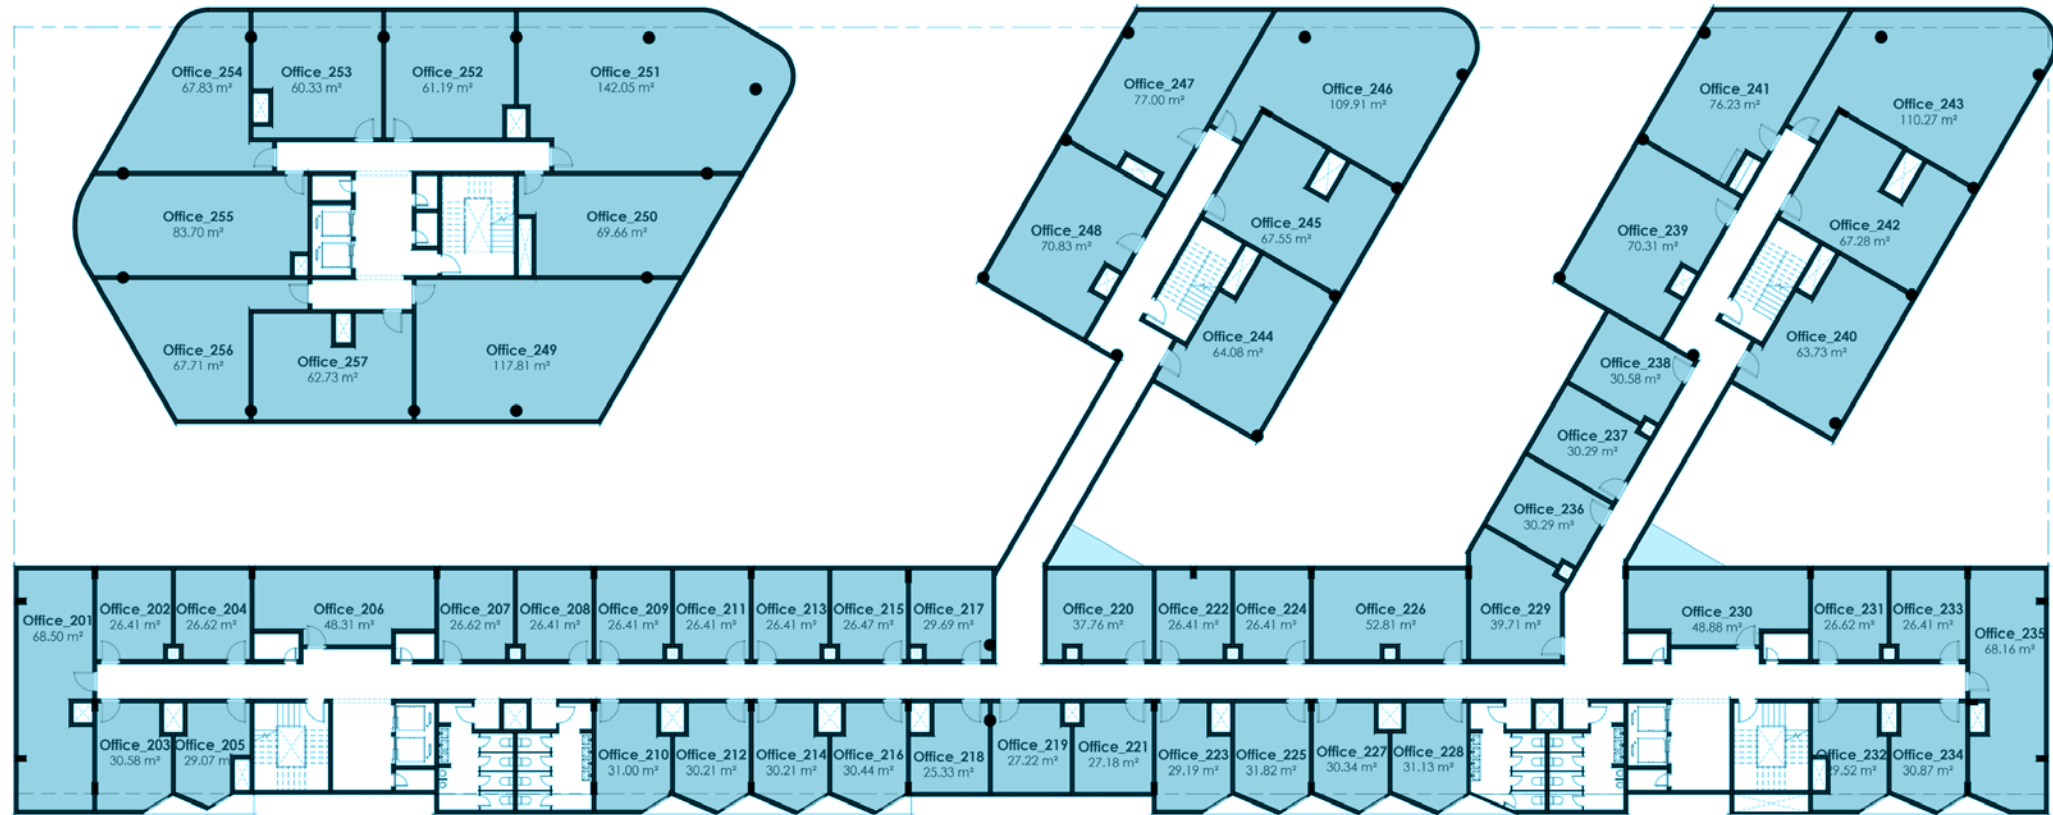 Office_254
67.83 m²
Office_253
60.33 m²
Office_252
61.19 m²
Office_251
142.05 m²
Office_255
83.70 m²
Office_250
69.66 m²
Office_256
67.71 m²
Office_257
62.73 m²
Office_249
117.81 m²
Office_247
77.00 m²
Office_246
109.91 m²
Office_248
70.83 m²
Office_245
67.55 m²
Office_244
64.08 m²
Office_241
76.23 m²
Office_243
110.27 m²
Office_239
70.31 m²
Office_242
67.28 m²
Office_240
63.73 m²
Office_238
30.58 m²
Office_237
30.29 m²
Office_236
30.29 m²
Office_201
68.50 m²
Office_202
26.41 m²
Office_204
26.62 m²
Office_206
48.31 m²
Office_207
26.62 m²
Office_208
26.41 m²
Office_209
26.41 m²
Office_211
26.41 m²
Office_213
26.41 m²
Office_215
26.47 m²
Office_217
29.69 m²
Office_220
37.76 m²
Office_222
26.41 m²
Office_224
26.41 m²
Office_226
52.81 m²
Office_229
39.71 m²
Office_230
48.88 m²
Office_231
26.62 m²
Office_233
26.41 m²
Office_235
68.16 m²
Office_203
30.58 m²
Office_205
29.07 m²
Office_210
31.00 m²
Office_212
30.21 m²
Office_214
30.21 m²
Office_216
30.44 m²
Office_218
25.33 m²
Office_219
27.22 m²
Office_221
27.18 m²
Office_223
29.19 m²
Office_225
31.82 m²
Office_227
30.34 m²
Office_228
31.13 m²
Office_232
29.52 m²
Office_234
30.87 m²